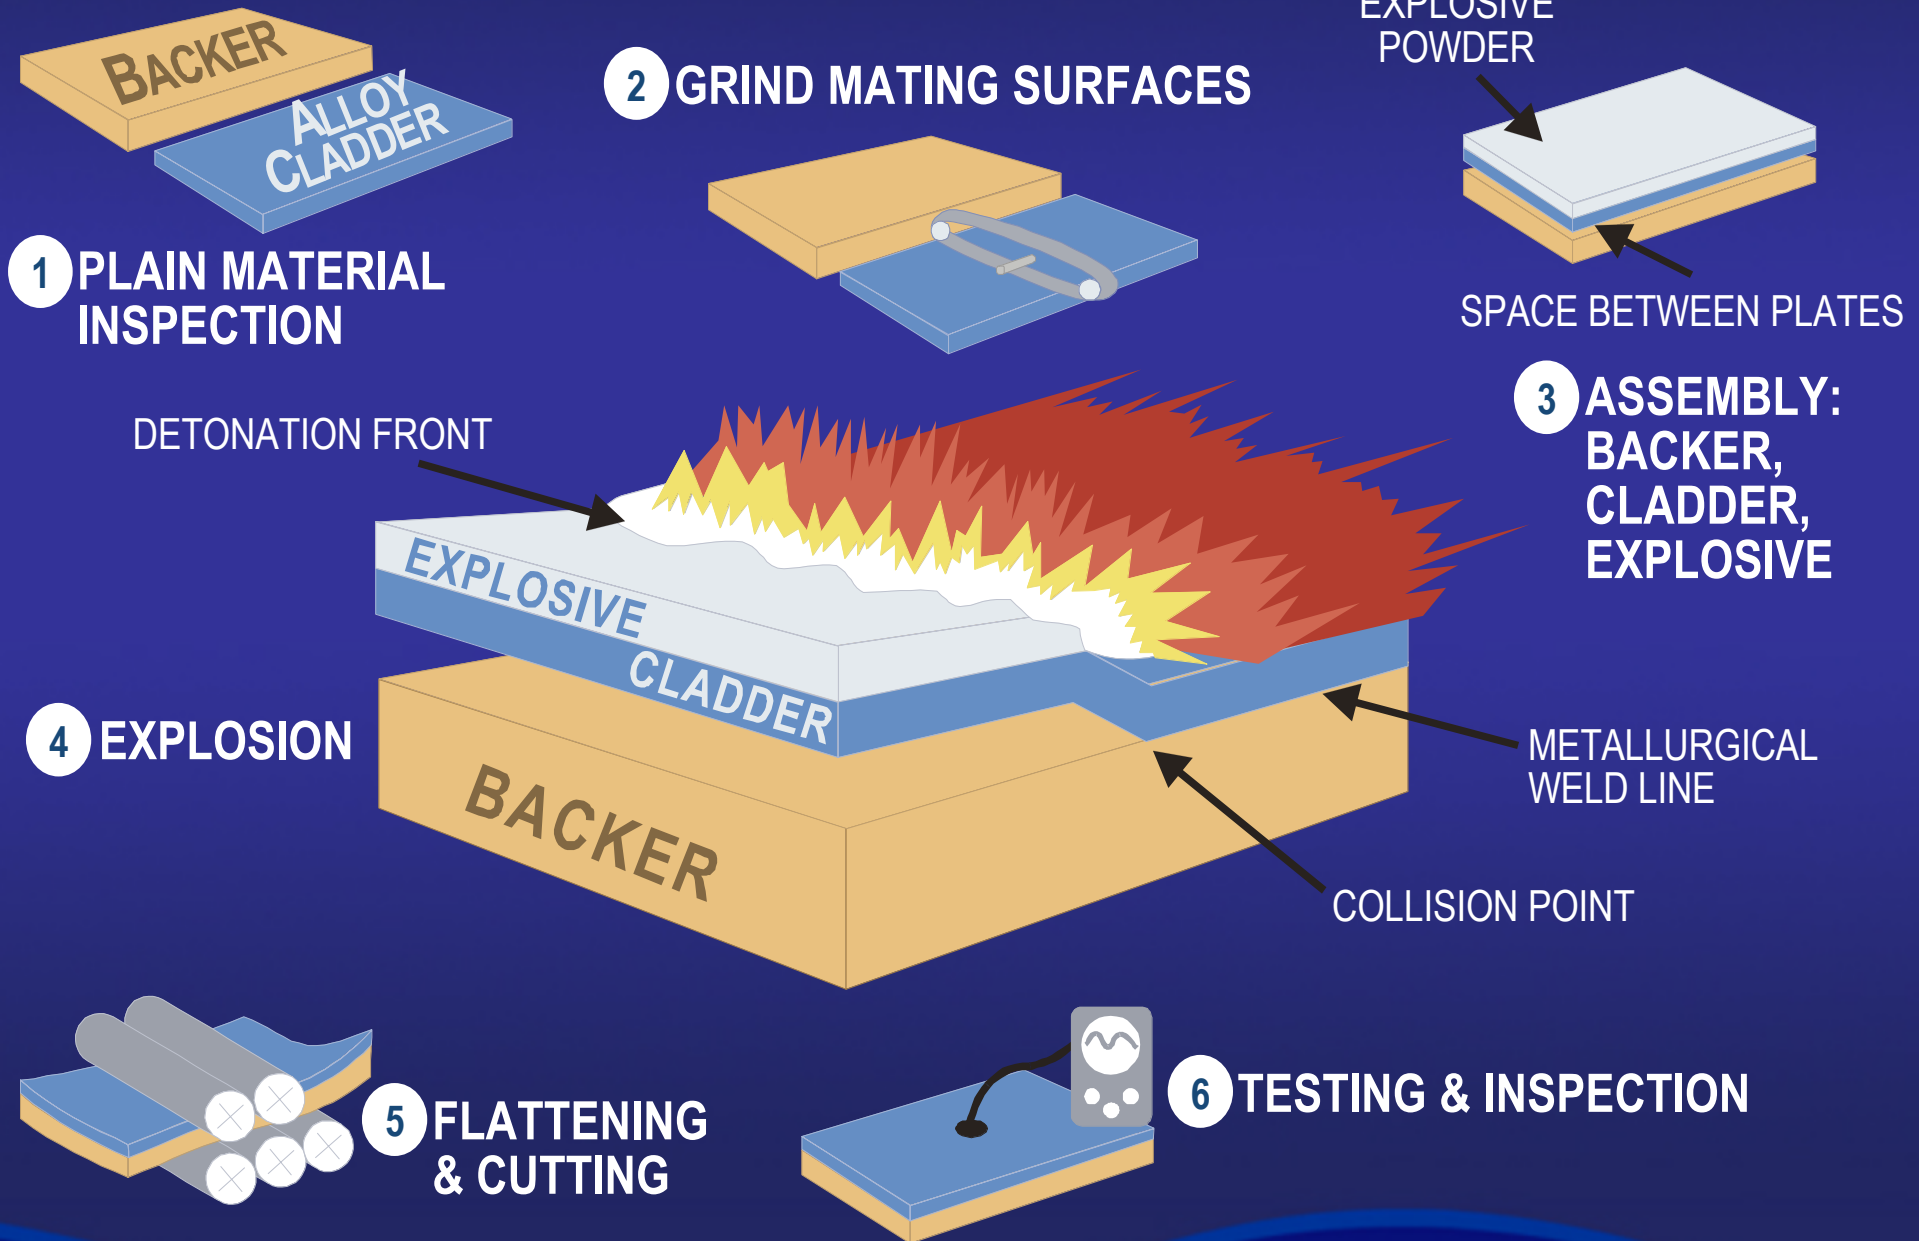 BACKER
ALLOY
CLADDER
1 PLAIN MATERIAL
INSPECTION
2 GRIND MATING SURFACES
EXPLOSIVE
POWDER
SPACE BETWEEN PLATES
3 ASSEMBLY:
BACKER,
CLADDER,
EXPLOSIVE
DETONATION FRONT
EXPLOSIVE
CLADDER
BACKER
4 EXPLOSION
METALLURGICAL
WELD LINE
COLLISION POINT
5 FLATTENING
& CUTTING
6 TESTING & INSPECTION